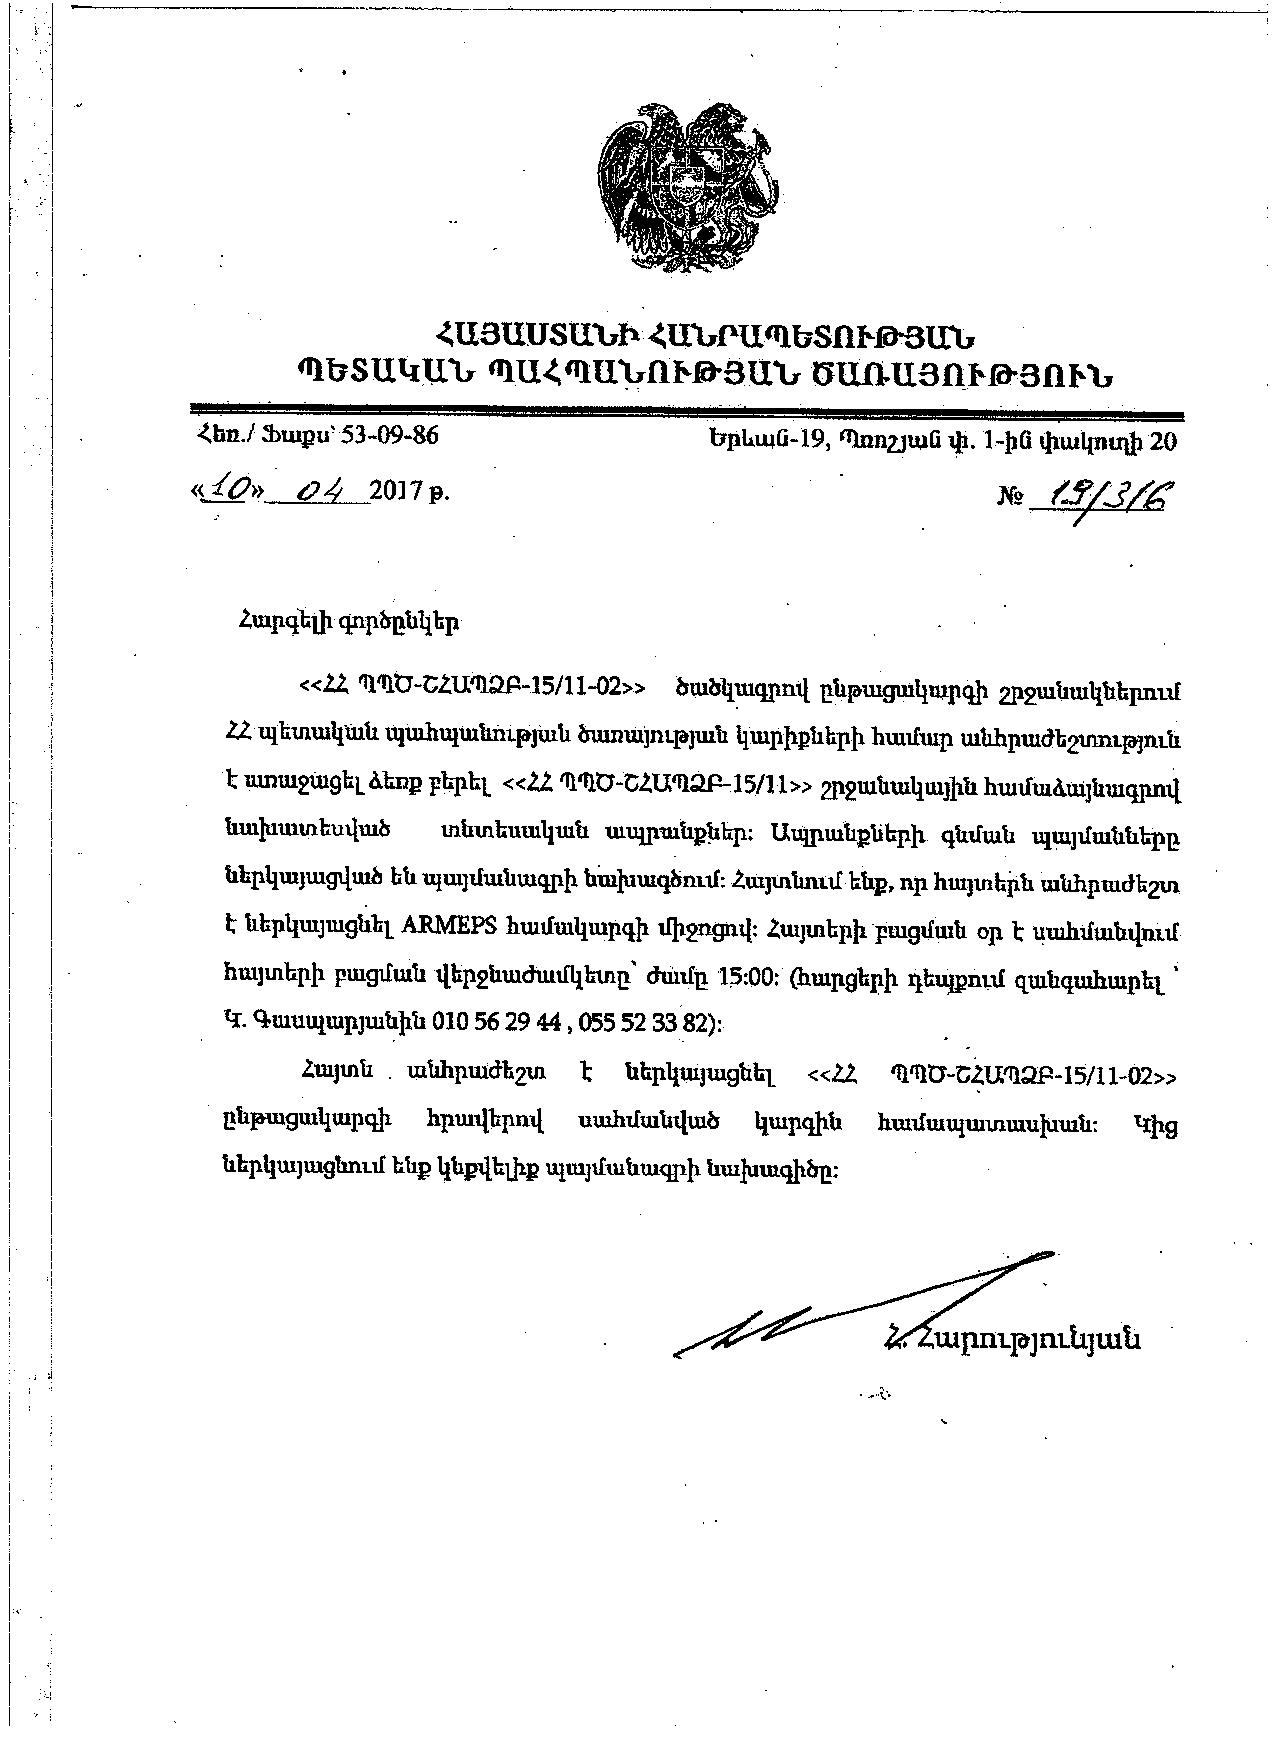 ՀԱՅԱՍՏԱՆԻ ՀԱՆՐԱՊԵՏՈՒԹՅԱՆ
ՊԵՏԱԿԱՆ ՊԱՀՊԱՆՈՒԹՅԱՆ ԾԱՌԱՅՈՒԹՅՈՒՆ
Հեռ./ Ֆաքս՝ 53-09-86
Երևան-19, Պռոշյան փ. 1-ին փակուղի 20
«10» 04 2017 թ.
№ 19/3/6
Հարգելի գործընկեր
<<ՀՀ ՊՊԾ-ՇՀԱՊՁԲ-15/11-02>> ծածկագրով ընթացակարգի շրջանակներում
ՀՀ պետական պահպանության ծառայության կարիքների համար անհրաժեշտություն
է առաջացել ձեռք բերել <<ՀՀ ՊՊԾ-ՇՀԱՊՁԲ-15/11>> շրջանակային համաձայնագրով
նախատեսված տնտեսական ապրանքներ: Ապրանքների գնման պայմանները
ներկայացված են պայմանագրի նախագծում: Հայտնում ենք, որ հայտերն անհրաժեշտ
է ներկայացնել ARMEPS համակարգի միջոցով: Հայտերի բացման օր է սահմանվում
հայտերի բացման վերջնաժամկետը՝ ժամը 15:00: (հարցերի դեպքում զանգահարել ՝
Կ. Գասպարյանին 010 56 29 44 , 055 52 33 82):
Հայտն անհրաժեշտ է ներկայացնել <<ՀՀ ՊՊԾ-ՇՀԱՊՁԲ-15/11-02>>
ընթացակարգի հրավերով սահմանված կարգին համապատասխան: Կից
ներկայացնում ենք կնքվելիք պայմանագրի նախագիծը:
Հ. Հարությունյան